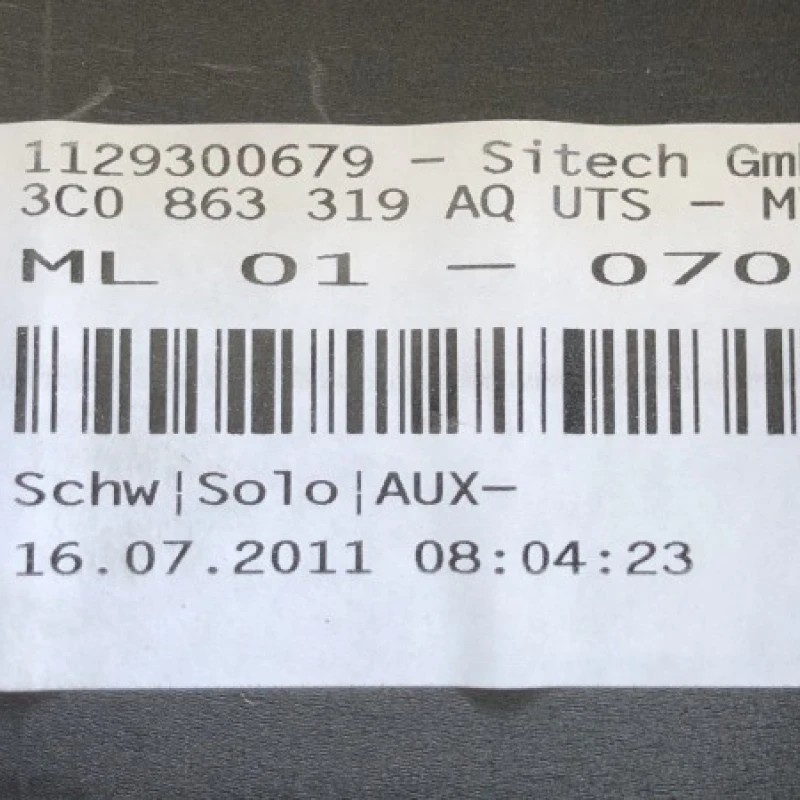 1129300679 - Sitech Gm
3C0 863 319 AQ UTS - M
ML 01 - 070
Schw|Solo|AUX-
16.07.2011 08:04:23